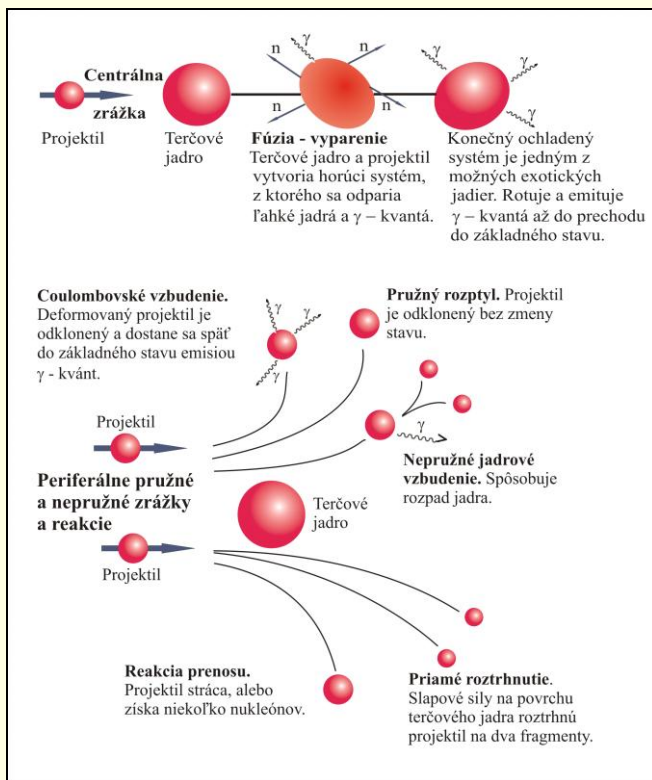 Centrálna
zrážka
Projektil
Terčové
jadro
n
γ
n
n
n
Fúzia - vyparenie
Terčové jadro a projektil
vytvoria horúci systém,
z ktorého sa odparia
ľahké jadrá a γ – kvantá.
γ
γ
γ
Konečný ochladený
systém je jedným z
možných exotických
jadier. Rotuje a emituje
γ – kvantá až do prechodu
do základného stavu.
Coulombovské vzbudenie.
Deformovaný projektil je
odklonený a dostane sa späť
do základného stavu emisiou
γ - kvánt.
γ
γ
γ
Pružný rozptyl. Projektil
je odklonený bez zmeny
stavu.
γ
Nepružné jadrové
vzbudenie. Spôsobuje
rozpad jadra.
Projektil
Periferálne pružné
a nepružné zrážky
a reakcie
Projektil
Terčové
jadro
Reakcia prenosu.
Projektil stráca, alebo
získa niekoľko nukleónov.
Priamé roztrhnutie.
Slapové sily na povrchu
terčového jadra roztrhnú
projektil na dva fragmenty.